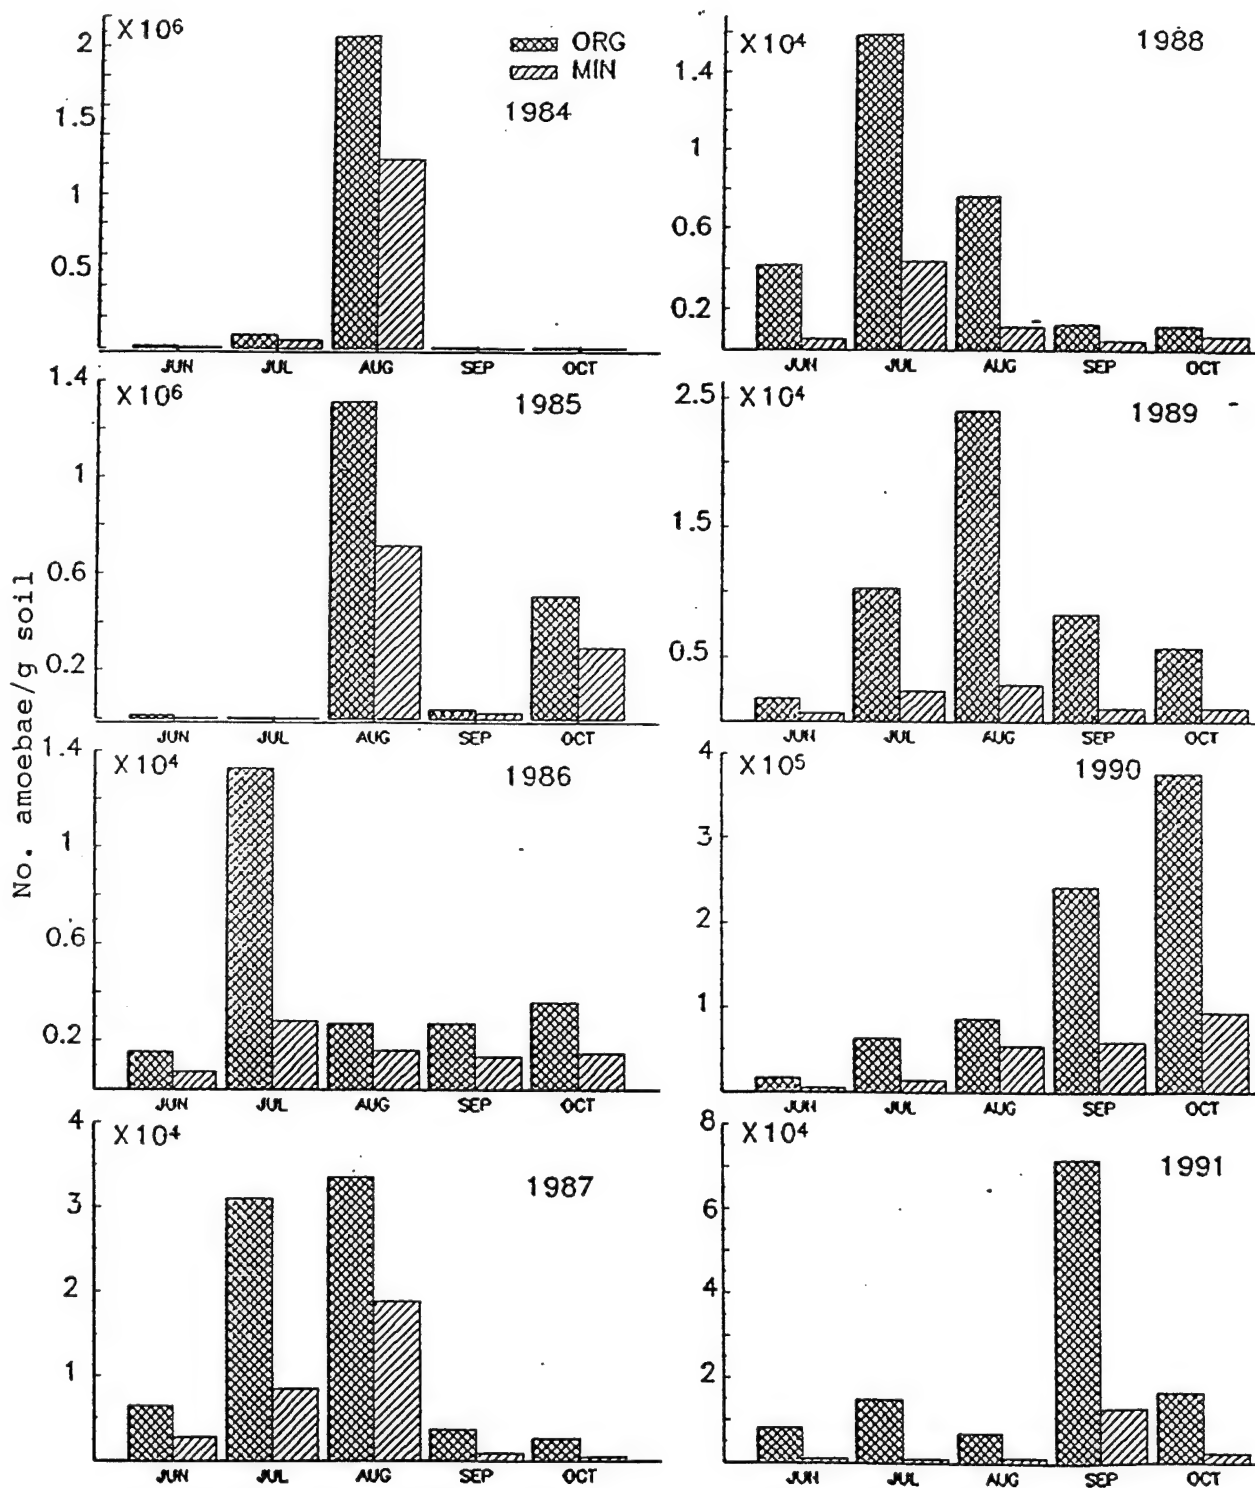 No. amoebae/g soil
X10⁶
ORG
MIN
1984
2
1.5
1
0.5
JUN JUL AUG SEP OCT
X10⁶
1985
1.4
1
0.6
0.2
JUN JUL AUG SEP OCT
X10⁴
1986
1.4
1
0.6
0.2
JUN JUL AUG SEP OCT
X10⁴
1987
4
3
2
1
JUN JUL AUG SEP OCT
X10⁴
1988
1.4
1
0.6
0.2
JUN JUL AUG SEP OCT
X10⁴
1989
2.5
1.5
0.5
JUN JUL AUG SEP OCT
X10⁵
1990
4
3
2
1
JUN JUL AUG SEP OCT
X10⁴
1991
8
6
4
2
JUN JUL AUG SEP OCT